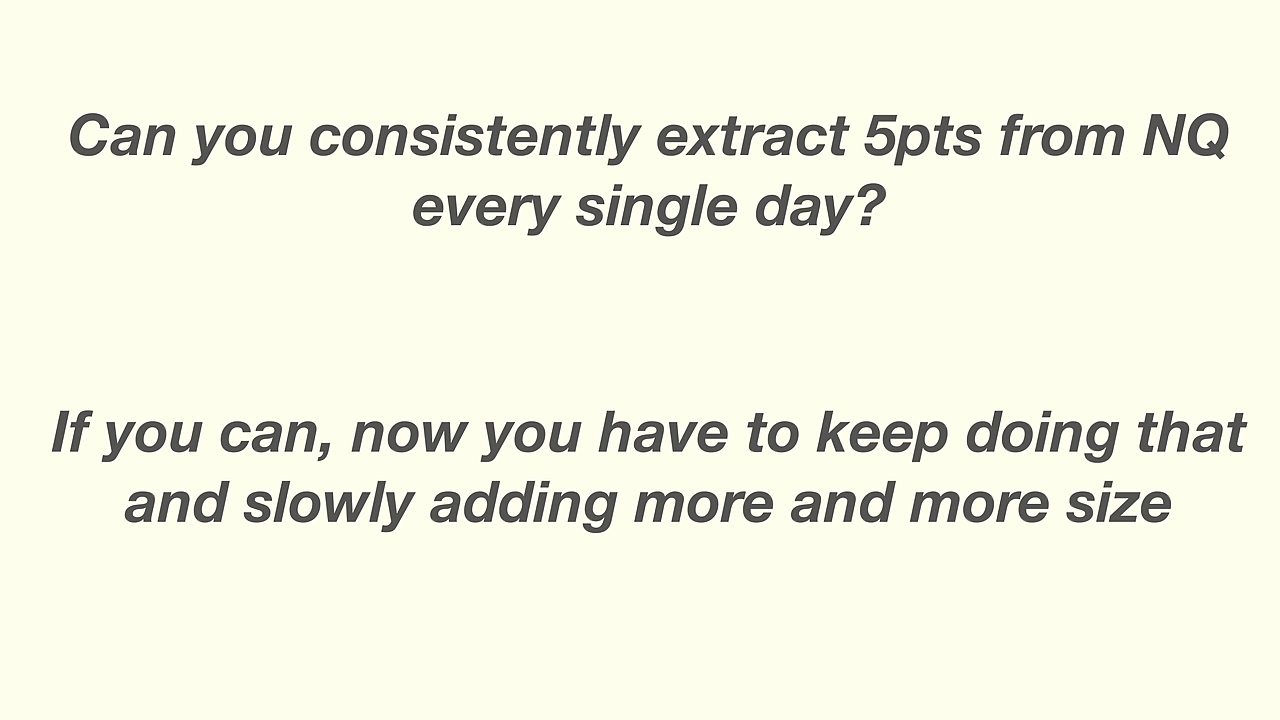 Can you consistently extract 5pts from NQ
every single day?
If you can, now you have to keep doing that
and slowly adding more and more size